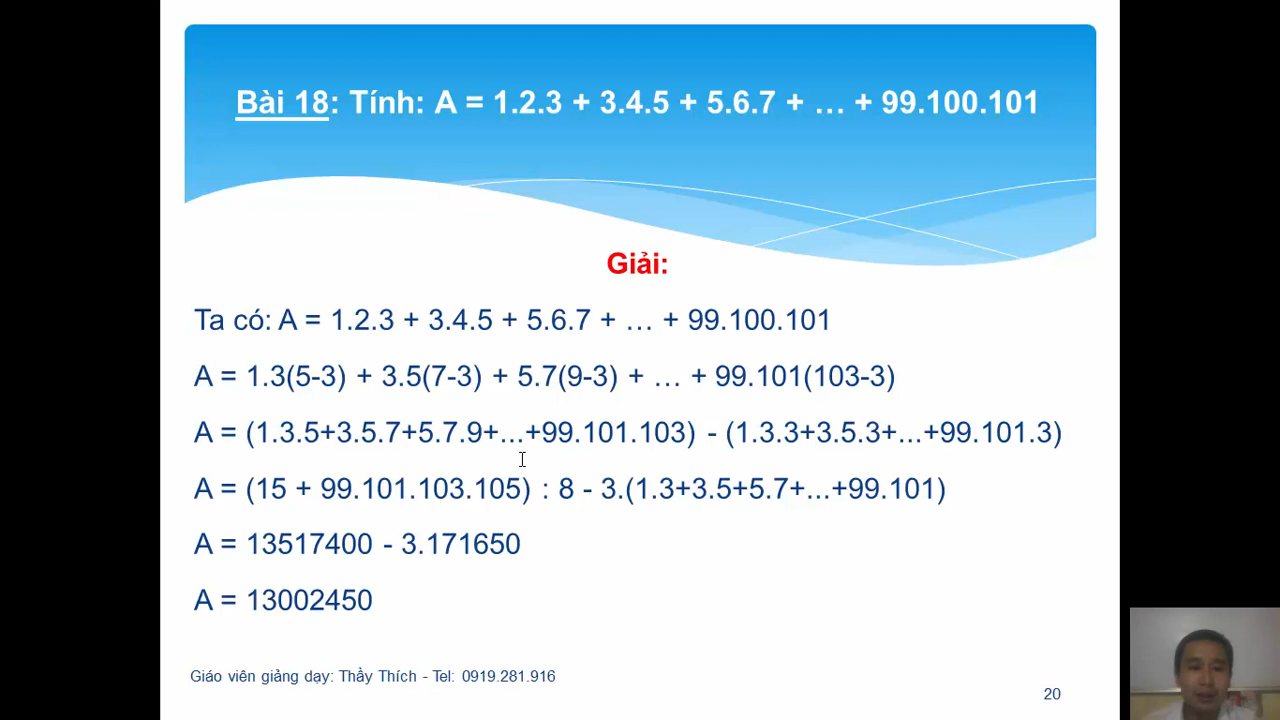 Bài 18: Tính: A = 1.2.3 + 3.4.5 + 5.6.7 + … + 99.100.101
Giải:
Ta có: A = 1.2.3 + 3.4.5 + 5.6.7 + … + 99.100.101
A = 1.3(5-3) + 3.5(7-3) + 5.7(9-3) + … + 99.101(103-3)
A = (1.3.5+3.5.7+5.7.9+...+99.101.103) - (1.3.3+3.5.3+...+99.101.3)
A = (15 + 99.101.103.105) : 8 - 3.(1.3+3.5+5.7+...+99.101)
A = 13517400 - 3.171650
A = 13002450
Giáo viên giảng dạy: Thầy Thích - Tel: 0919.281.916
20